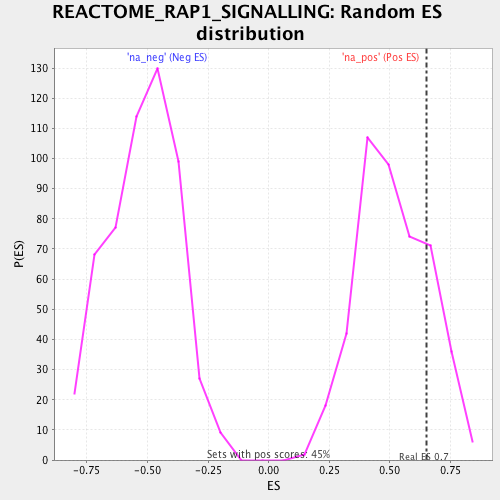 REACTOME_RAP1_SIGNALLING: Random ES
distribution
'na_neg' (Neg ES)
'na_pos' (Pos ES)
130
120
110
100
90
80
70
60
50
40
30
20
10
0
P(ES)
Sets with pos scores: 45%
Real ES 0.7
-0.75
-0.50
-0.25
0.00
0.25
0.50
0.75
ES